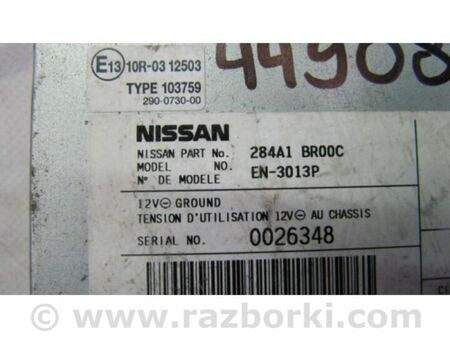 E13 10R-03 12503
44908
TYPE 103759
290-0730-00
NISSAN
NISSAN PART No. 284A1 BR00C
MODEL NO. EN-3013P
N° DE MODELE
12V⊖ GROUND
TENSION D'UTILISATION 12V⊖ AU CHASSIS
SERIAL NO. 0026348
www.razborki.com